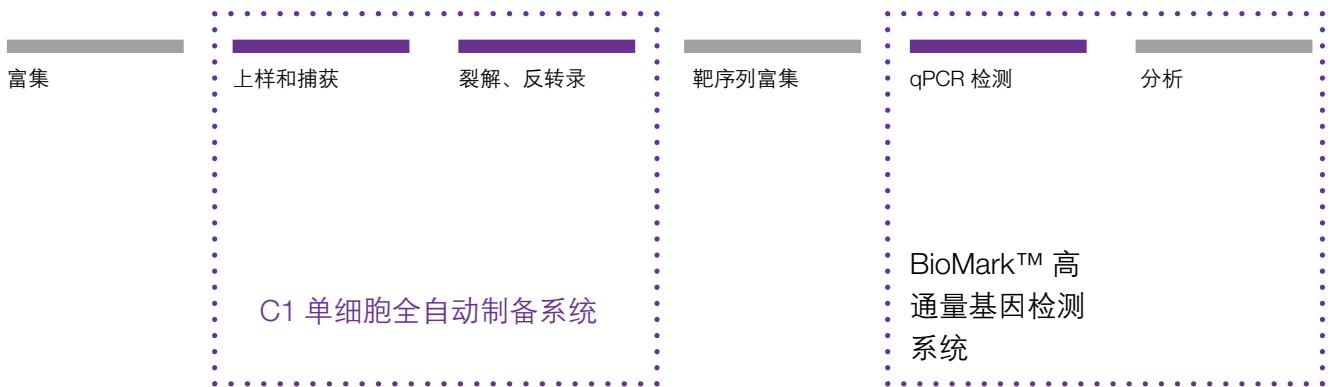 富集
上样和捕获
裂解、反转录
靶序列富集
qPCR 检测
分析
C1 单细胞全自动制备系统
BioMark™ 高
通量基因检测
系统